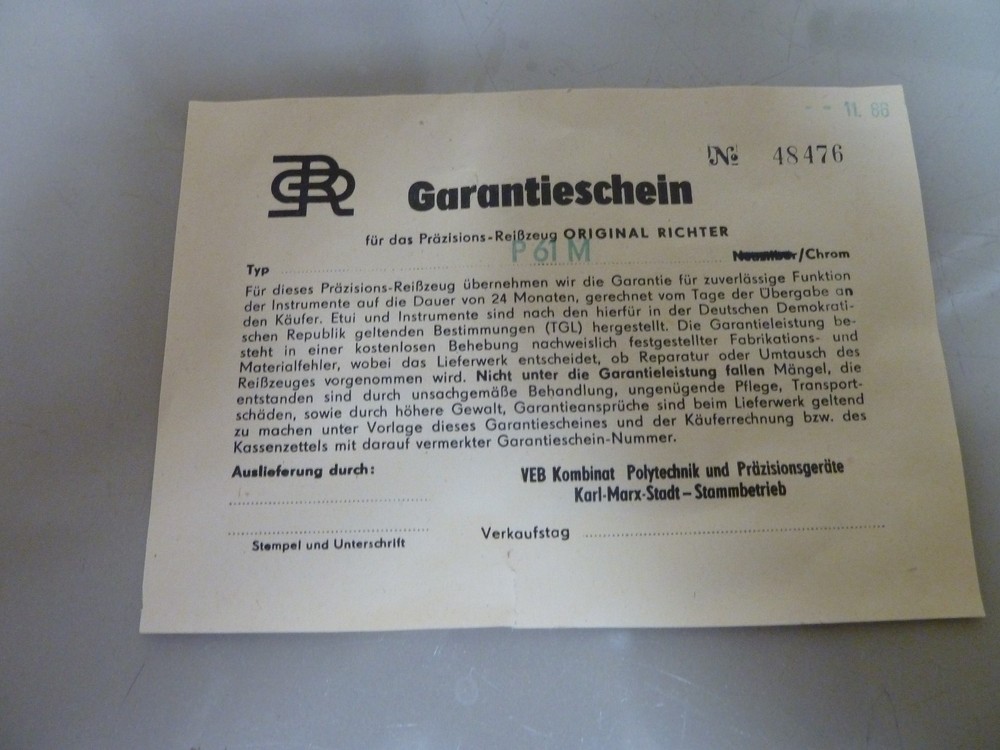 - - 11. 88
№ 48476
Garantieschein
für das Präzisions-Reißzeug ORIGINAL RICHTER
Typ P 61 M /Chrom
Für dieses Präzisions-Reißzeug übernehmen wir die Garantie für zuverlässige Funktion
der Instrumente auf die Dauer von 24 Monaten, gerechnet vom Tage der Übergabe an
den Käufer. Etui und Instrumente sind nach den hierfür in der Deutschen Demokrati-
schen Republik geltenden Bestimmungen (TGL) hergestellt. Die Garantieleistung be-
steht in einer kostenlosen Behebung nachweislich festgestellter Fabrikations- und
Materialfehler, wobei das Lieferwerk entscheidet, ob Reparatur oder Umtausch des
Reißzeuges vorgenommen wird. Nicht unter die Garantieleistung fallen Mängel, die
entstanden sind durch unsachgemäße Behandlung, ungenügende Pflege, Transport-
schäden, sowie durch höhere Gewalt, Garantieansprüche sind beim Lieferwerk geltend
zu machen unter Vorlage dieses Garantiescheines und der Käuferrechnung bzw. des
Kassenzettels mit darauf vermerkter Garantieschein-Nummer.
Auslieferung durch:
VEB Kombinat Polytechnik und Präzisionsgeräte
Karl-Marx-Stadt – Stammbetrieb
Verkaufstag
Stempel und Unterschrift